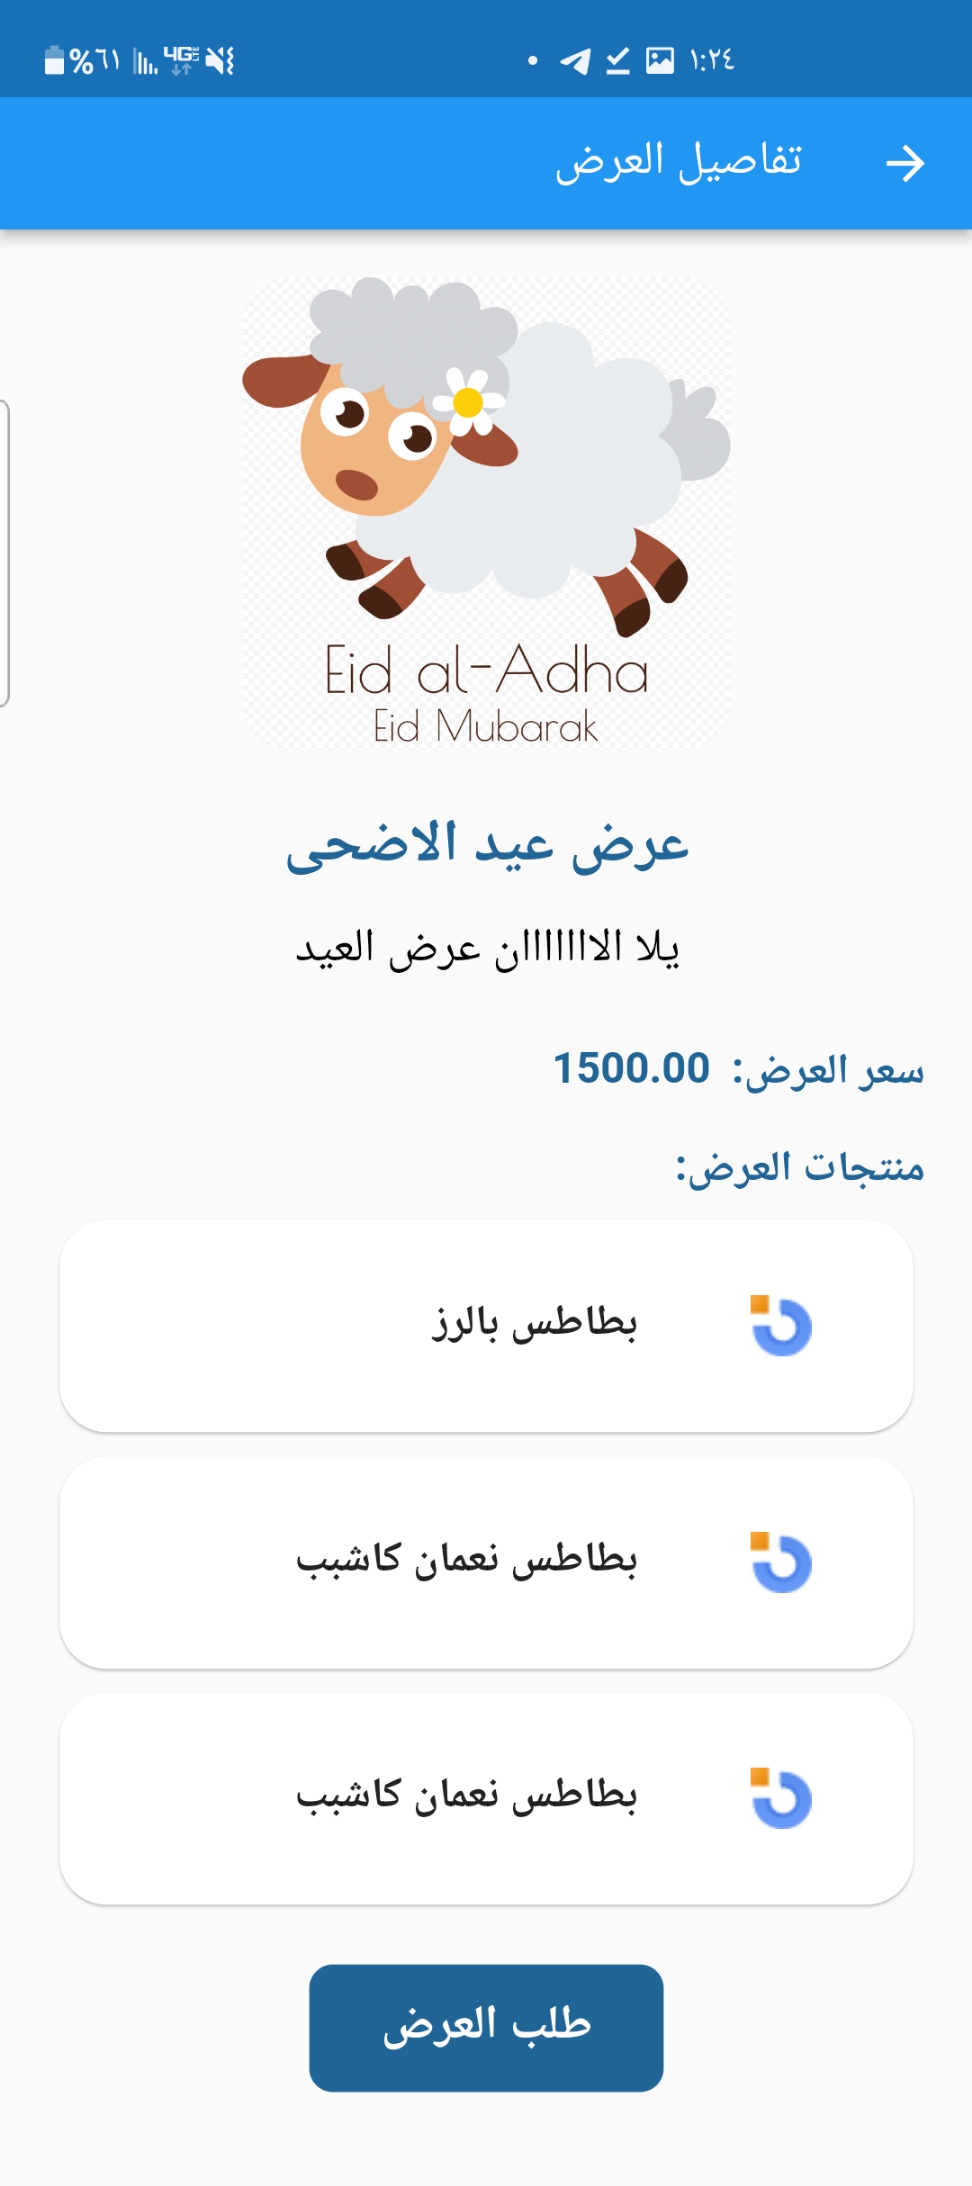 ١:٢٤
%٦١
4G LTE
تفاصيل العرض
Eid al-Adha
Eid Mubarak
عرض عيد الاضحى
يلا الاااااان عرض العيد
سعر العرض: 1500.00
منتجات العرض:
بطاطس بالرز
بطاطس نعمان كاشبب
بطاطس نعمان كاشبب
طلب العرض